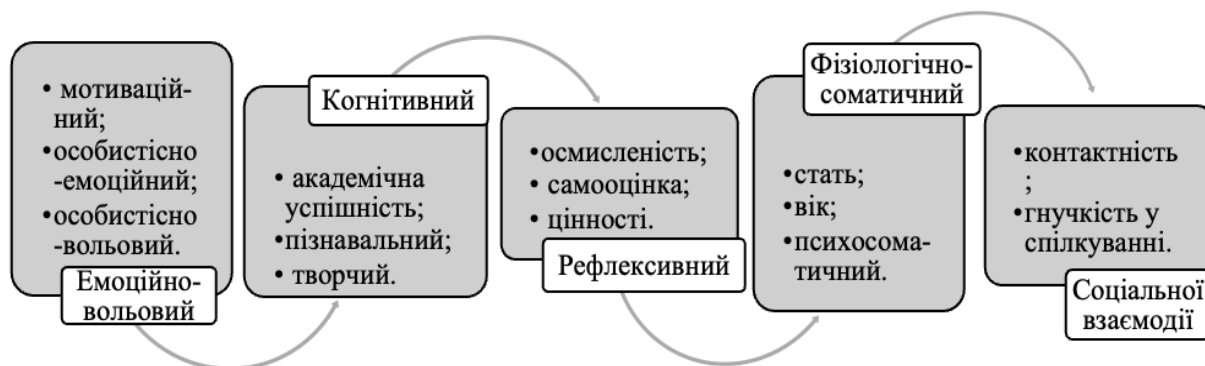 • мотивацій-
ний;
•особистісно
-емоційний;
•особистісно
-вольовий.
Емоційно-
вольовий
Когнітивний
• академічна
успішність;
•пізнавальний;
• творчий.
•осмисленість;
• самооцінка;
• цінності.
Рефлексивний
Фізіологічно-
соматичний
•стать;
•вік;
•психосома-
тичний.
•контактність
;
•гнучкість у
спілкуванні.
Соціальної
взаємодії